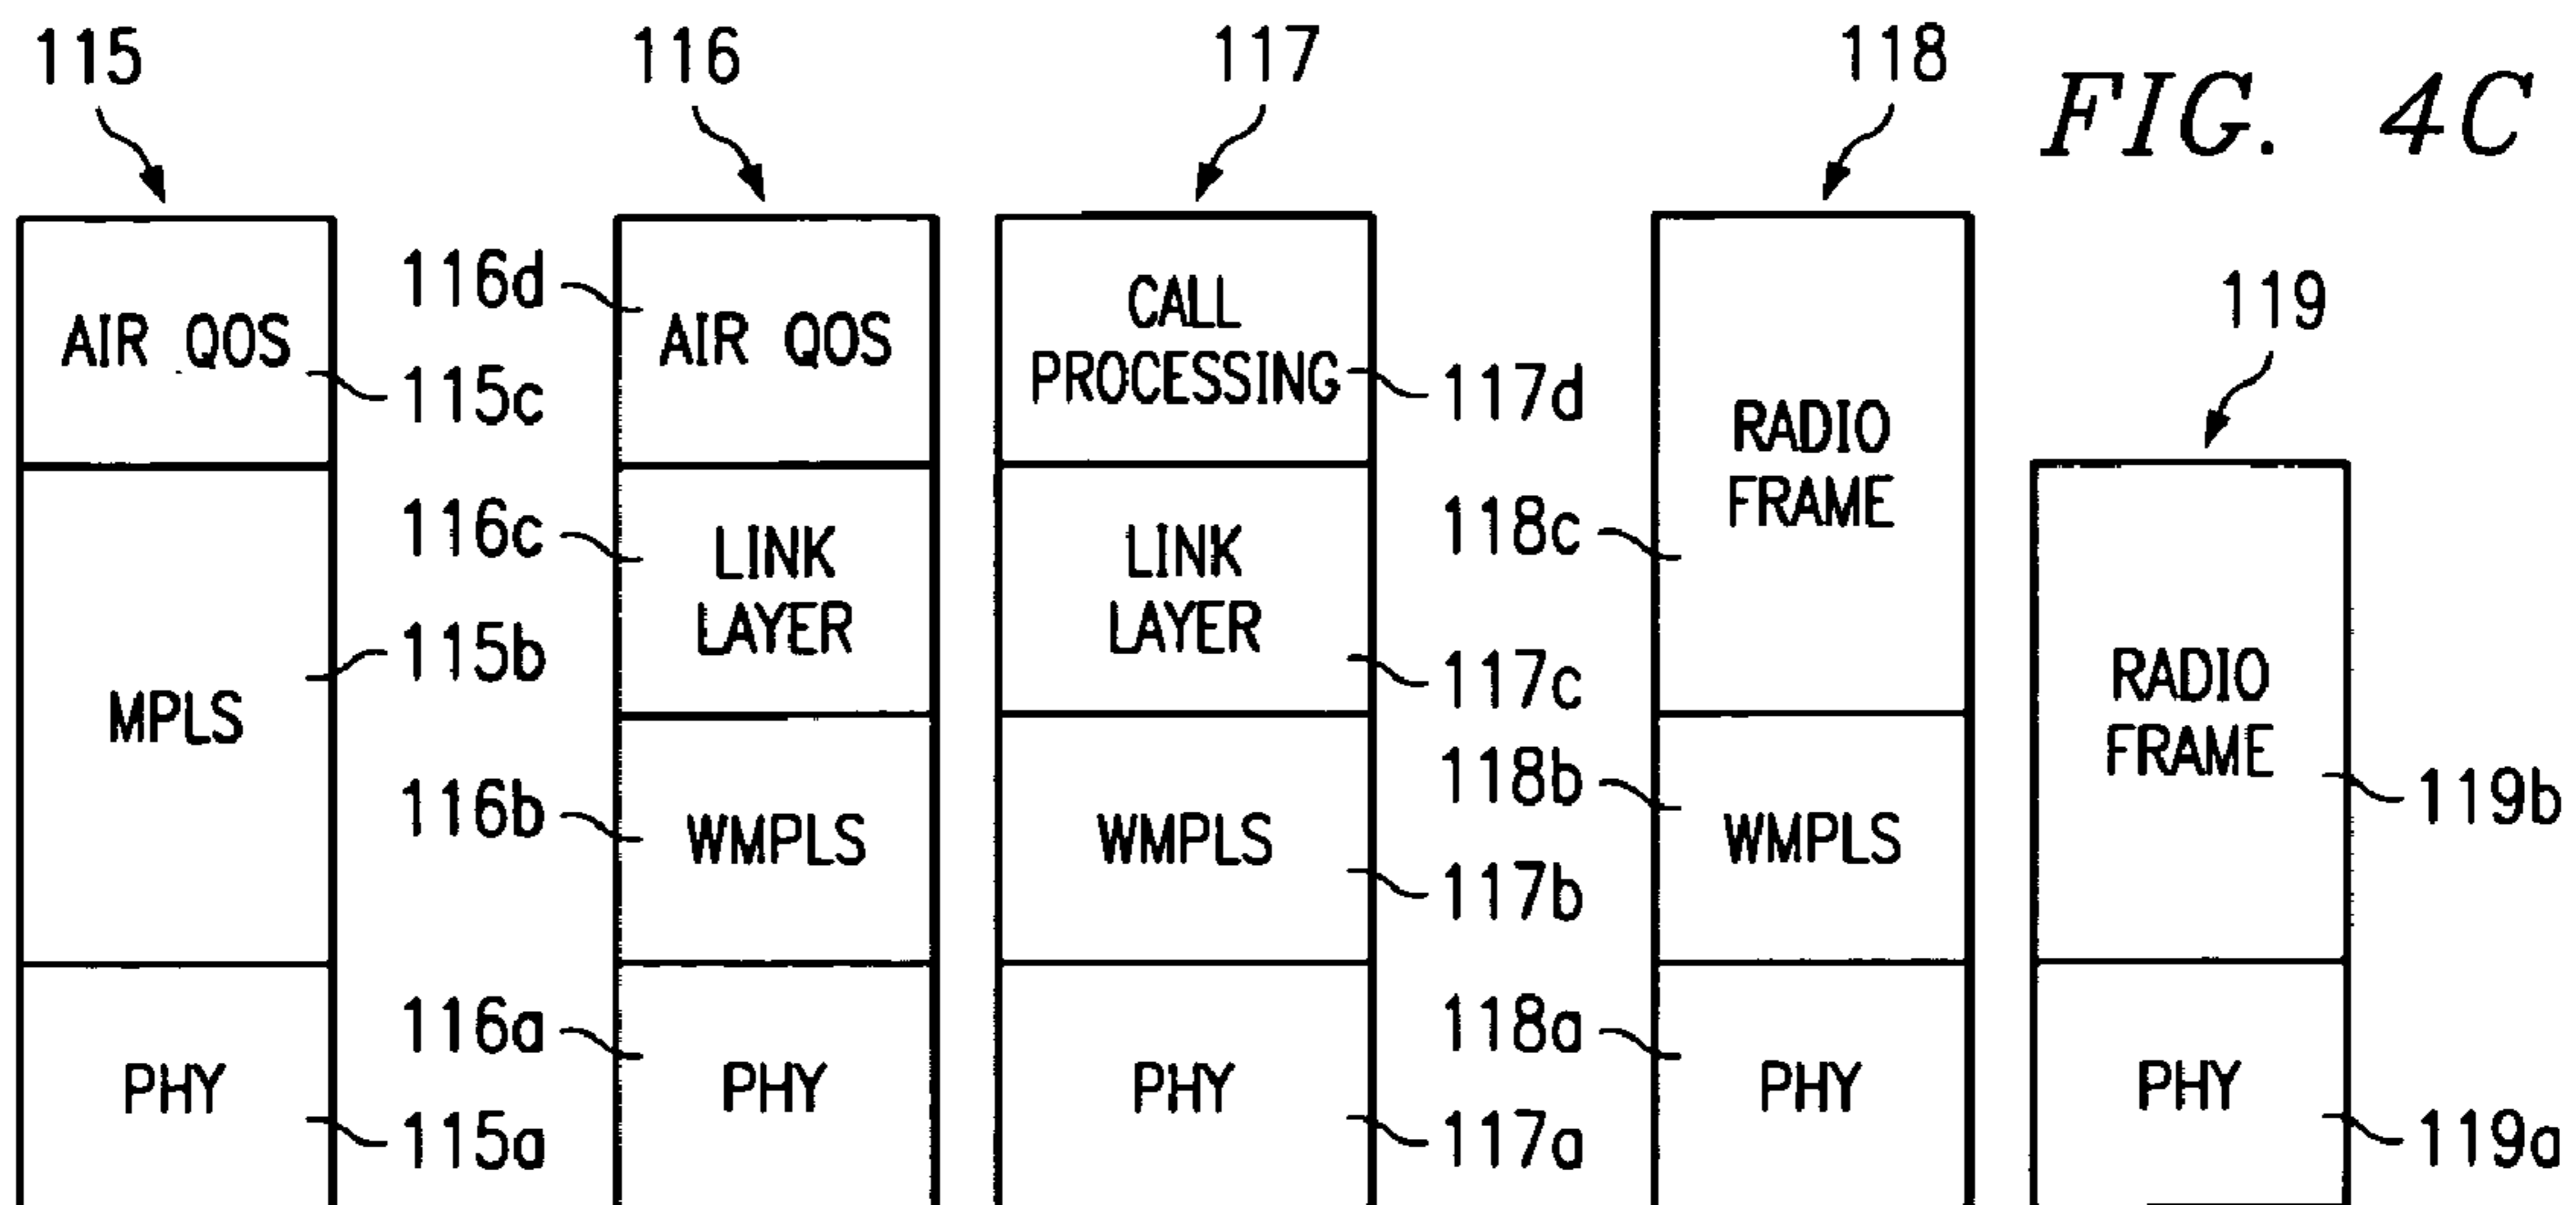 115
116
117
118
FIG. 4C
119
AIR QOS
115c
MPLS
115b
PHY
115a
116d
AIR QOS
116c
LINK
LAYER
116b
WMPLS
116a
PHY
CALL
PROCESSING
117d
LINK
LAYER
117c
WMPLS
117b
PHY
117a
RADIO
FRAME
118c
118b
WMPLS
118a
PHY
RADIO
FRAME
119b
PHY
119a